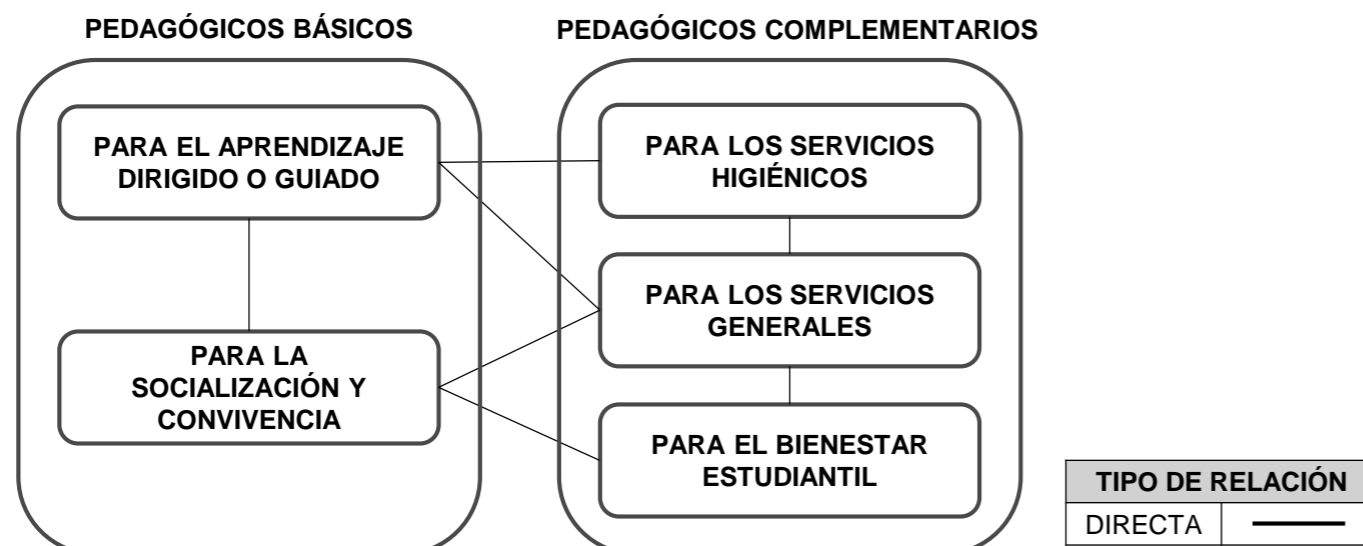 PEDAGÓGICOS BÁSICOS
PARA EL APRENDIZAJE
DIRIGIDO O GUIADO
PARA LA
SOCIALIZACIÓN Y
CONVIVENCIA
PEDAGÓGICOS COMPLEMENTARIOS
PARA LOS SERVICIOS
HIGIÉNICOS
PARA LOS SERVICIOS
GENERALES
PARA EL BIENESTAR
ESTUDIANTIL
TIPO DE RELACIÓN
DIRECTA